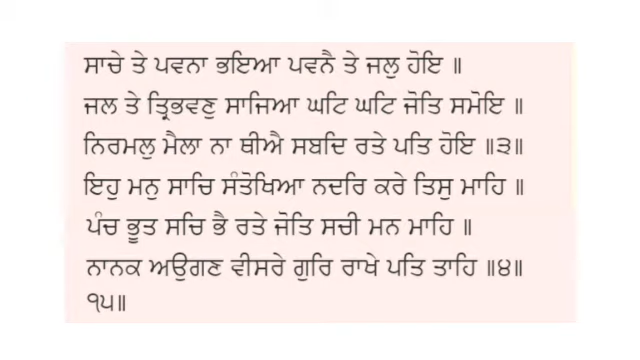 ਸਾਚੇ ਤੇ ਪਵਨਾ ਭਇਆ ਪਵਨੈ ਤੇ ਜਲੁ ਹੋਇ ॥
ਜਲ ਤੇ ਤ੍ਰਿਭਵਣੁ ਸਾਜਿਆ ਘਟਿ ਘਟਿ ਜੋਤਿ ਸਮੋਇ ॥
ਨਿਰਮਲੁ ਮੈਲਾ ਨਾ ਥੀਐ ਸਬਦਿ ਰਤੇ ਪਤਿ ਹੋਇ ॥੩॥
ਇਹੁ ਮਨੁ ਸਾਚਿ ਸੰਤੋਖਿਆ ਨਦਰਿ ਕਰੇ ਤਿਸੁ ਮਾਹਿ ॥
ਪੰਚ ਭੂਤ ਸਚਿ ਭੈ ਰਤੇ ਜੋਤਿ ਸਚੀ ਮਨ ਮਾਹਿ ॥
ਨਾਨਕ ਅਉਗਣ ਵੀਸਰੇ ਗੁਰਿ ਰਾਖੇ ਪਤਿ ਤਾਹਿ ॥੪॥
੧੫॥